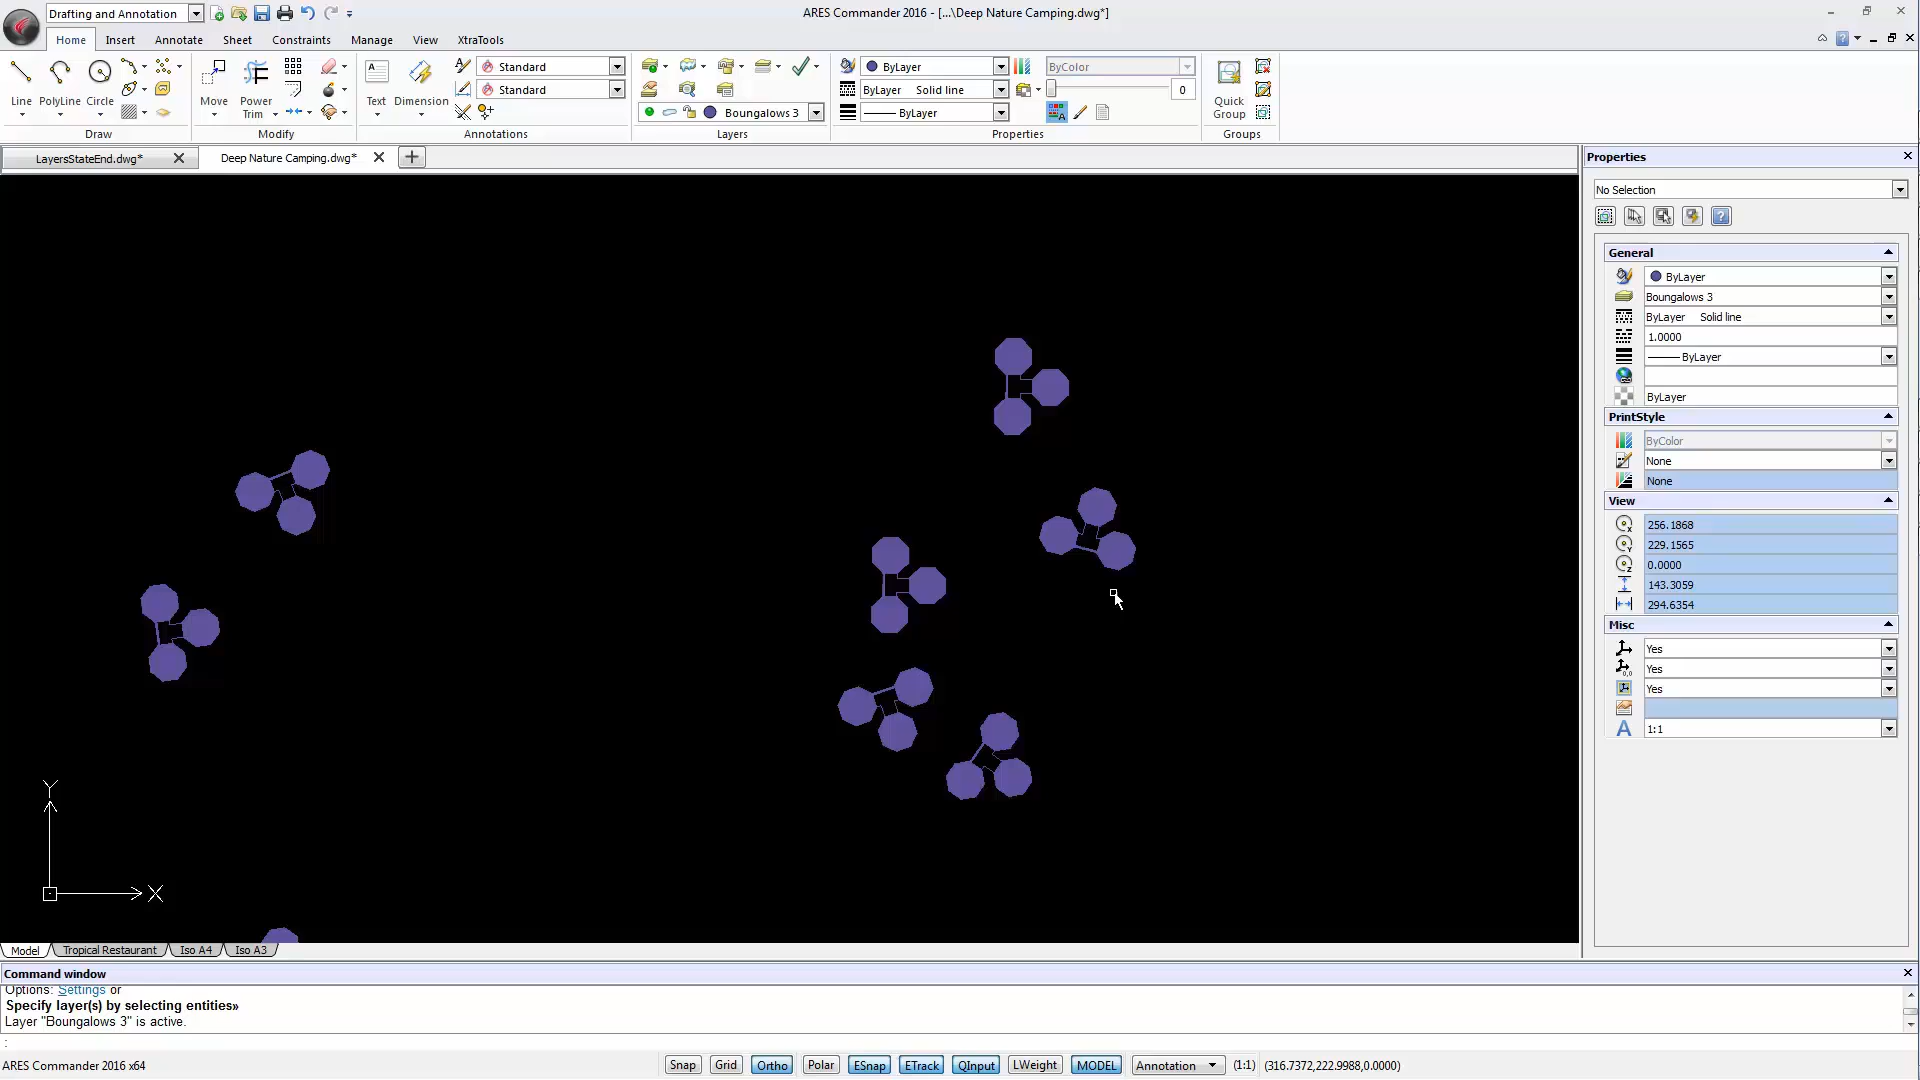 Drafting and Annotation
ARES Commander 2016 - [...\Deep Nature Camping.dwg*]
Home Insert Annotate Sheet Constraints Manage View XtraTools
Line PolyLine Circle
Draw
Move Power Trim
Modify
Text Dimension
Standard
Standard
Annotations
Boungalows 3
Layers
ByLayer
ByLayer Solid line
ByLayer
ByColor
0
Properties
Quick Group
Groups
LayersStateEnd.dwg*
Deep Nature Camping.dwg*
Properties
No Selection
General
ByLayer
Boungalows 3
ByLayer Solid line
1.0000
ByLayer
ByLayer
PrintStyle
ByColor
None
None
View
256.1868
229.1565
0.0000
143.3059
294.6354
Misc
Yes
Yes
Yes
1:1
Y
X
Model Tropical Restaurant Iso A4 Iso A3
Command window
Options: Settings or
Specify layer(s) by selecting entities»
Layer "Boungalows 3" is active.
:
ARES Commander 2016 x64
Snap Grid Ortho Polar ESnap ETrack QInput LWeight MODEL Annotation (1:1) (316.7372,222.9988,0.0000)